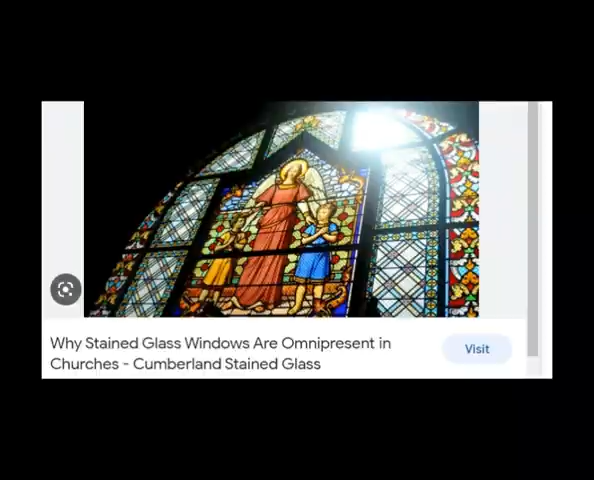 Why Stained Glass Windows Are Omnipresent in
Churches - Cumberland Stained Glass
Visit